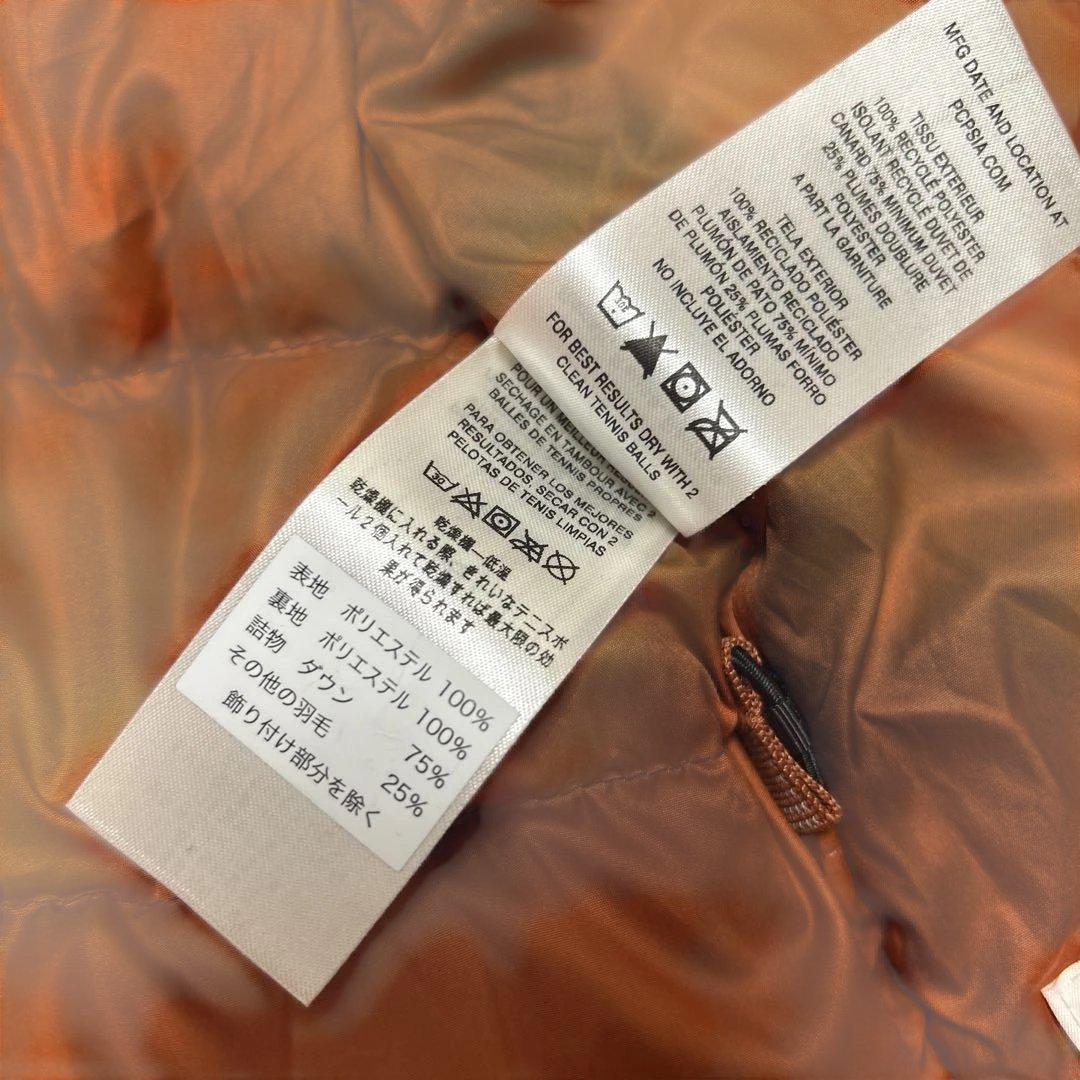 MFG DATE AND LOCATION AT
PCPSIA.COM
TISSU EXTERIEUR
100% RECYCLÉ POLYESTER
ISOLANT RECYCLÉ DUVET DE
CANARD 75% MINIMUM DUVET
25% PLUMES DOUBLURE
POLYESTER
A PART LA GARNITURE
TELA EXTERIOR
100% RECICLADO POLIÉSTER
AISLAMIENTO RECICLADO
PLUMÓN DE PATO 75% MÍNIMO
DE PLUMÓN 25% PLUMAS FORRO
POLIÉSTER
NO INCLUYE EL ADORNO
30
FOR BEST RESULTS DRY WITH 2
CLEAN TENNIS BALLS
POUR UN MEILLEUR
SECHAGE EN TAMBOUR AVEC 2
BALLES DE TENNIS PROPRES
PARA OBTENER LOS MEJORES
RESULTADOS, SECAR CON 2
PELOTAS DE TENIS LIMPIAS
30
乾燥機—低温
乾燥機に入れる際、きれいなテニスボ
ール2個入れて乾燥すれば最大限の効
果が得られます
表地 ポリエステル 100%
裏地 ポリエステル 100%
詰物 ダウン 75%
その他の羽毛 25%
飾り付け部分を除く